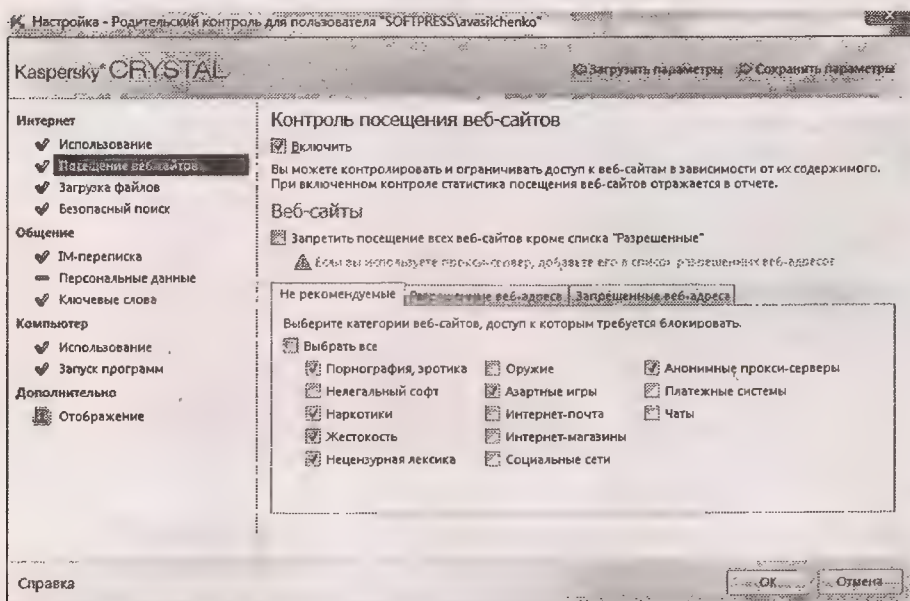 Настройка - Родительский контроль для пользователя "SOFTPRESS\avasilchenko"
Kaspersky CRYSTAL
Загрузить параметры Сохранить параметры
Интернет
Использование
Посещение веб-сайтов
Загрузка файлов
Безопасный поиск
Общение
IM-переписка
Персональные данные
Ключевые слова
Компьютер
Использование
Запуск программ
Дополнительно
Отображение
Контроль посещения веб-сайтов
Включить
Вы можете контролировать и ограничивать доступ к веб-сайтам в зависимости от их содержимого.
При включенном контроле статистика посещения веб-сайтов отражается в отчете.
Веб-сайты
Запретить посещение всех веб-сайтов кроме списка "Разрешенные"
Если вы используете прокси-сервер, добавьте его в список разрешенных веб-адресов
Не рекомендуемые Разрешенные веб-адреса Запрещенные веб-адреса
Выберите категории веб-сайтов, доступ к которым требуется блокировать.
Выбрать все
Порнография, эротика Оружие Анонимные прокси-серверы
Нелегальный софт Азартные игры Платежные системы
Наркотики Интернет-почта Чаты
Жестокость Интернет-магазины
Нецензурная лексика Социальные сети
Справка
ОК Отмена